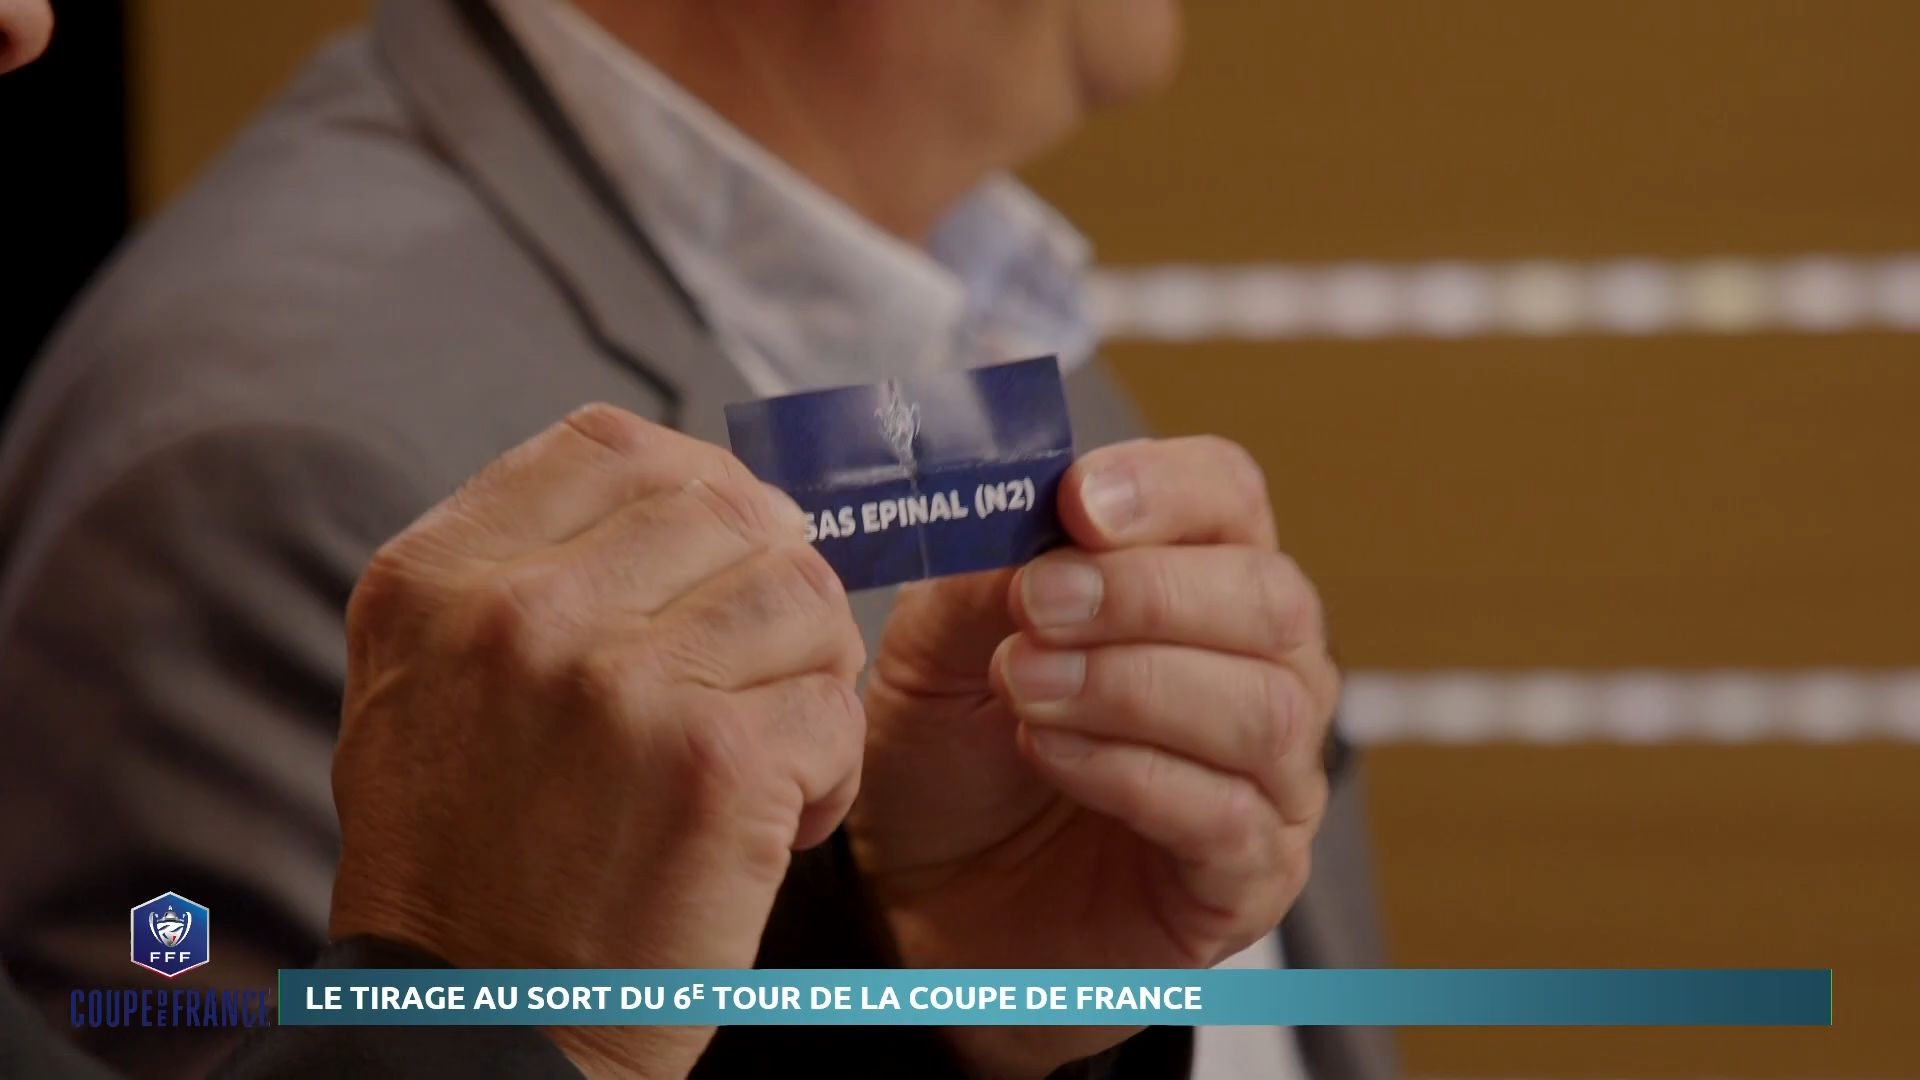 SAS EPINAL (N2)
FFF
COUPE DE FRANCE
LE TIRAGE AU SORT DU 6E TOUR DE LA COUPE DE FRANCE